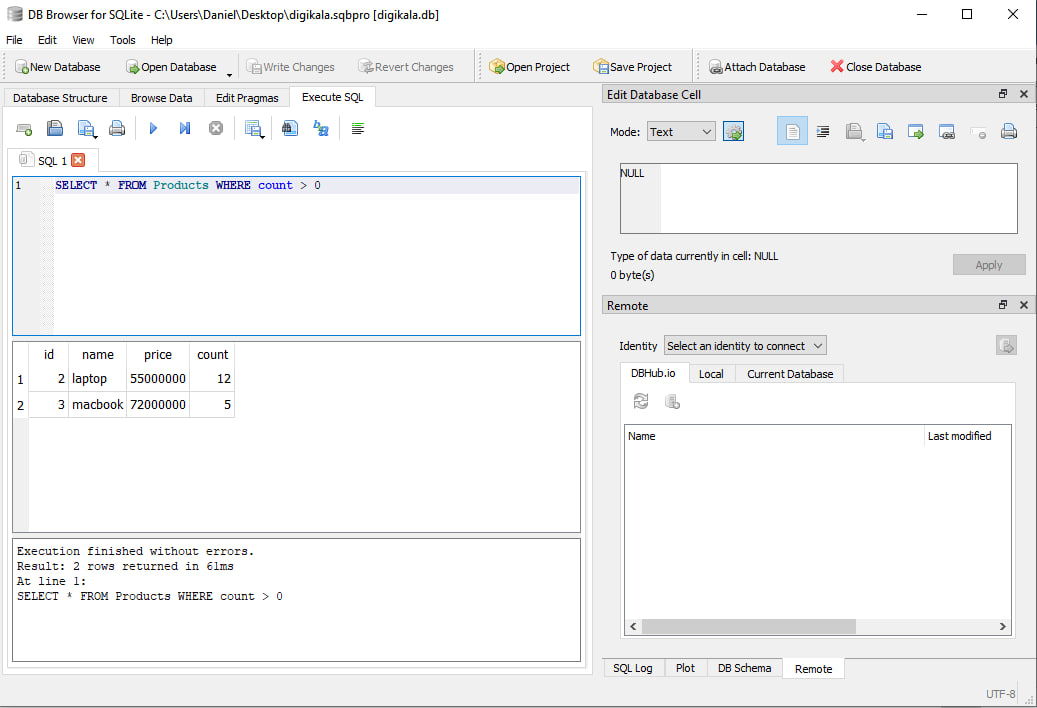 DB Browser for SQLite - C:\Users\Daniel\Desktop\digikala.sqbpro [digikala.db]
File Edit View Tools Help
New Database Open Database Write Changes Revert Changes Open Project Save Project Attach Database Close Database
Database Structure Browse Data Edit Pragmas Execute SQL
SQL 1
1 SELECT * FROM Products WHERE count > 0
id name price count
1 2 laptop 55000000 12
2 3 macbook 72000000 5
Execution finished without errors.
Result: 2 rows returned in 61ms
At line 1:
SELECT * FROM Products WHERE count > 0
Edit Database Cell
Mode: Text
NULL
Type of data currently in cell: NULL
0 byte(s)
Apply
Remote
Identity Select an identity to connect
DBHub.io Local Current Database
Name Last modified
SQL Log Plot DB Schema Remote
UTF-8